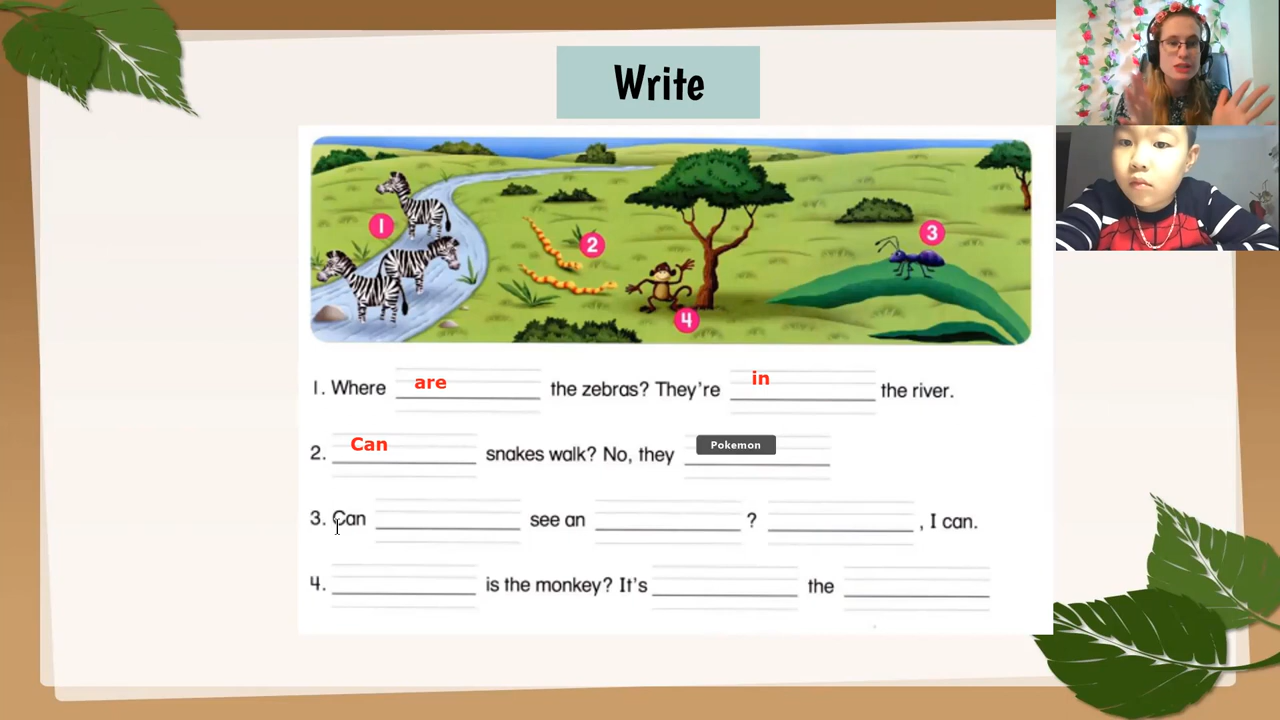 Write
1
2
3
4
1. Where are the zebras? They're in the river.
2. Can snakes walk? No, they Pokemon
3. Can see an ? , I can.
4. is the monkey? It's the